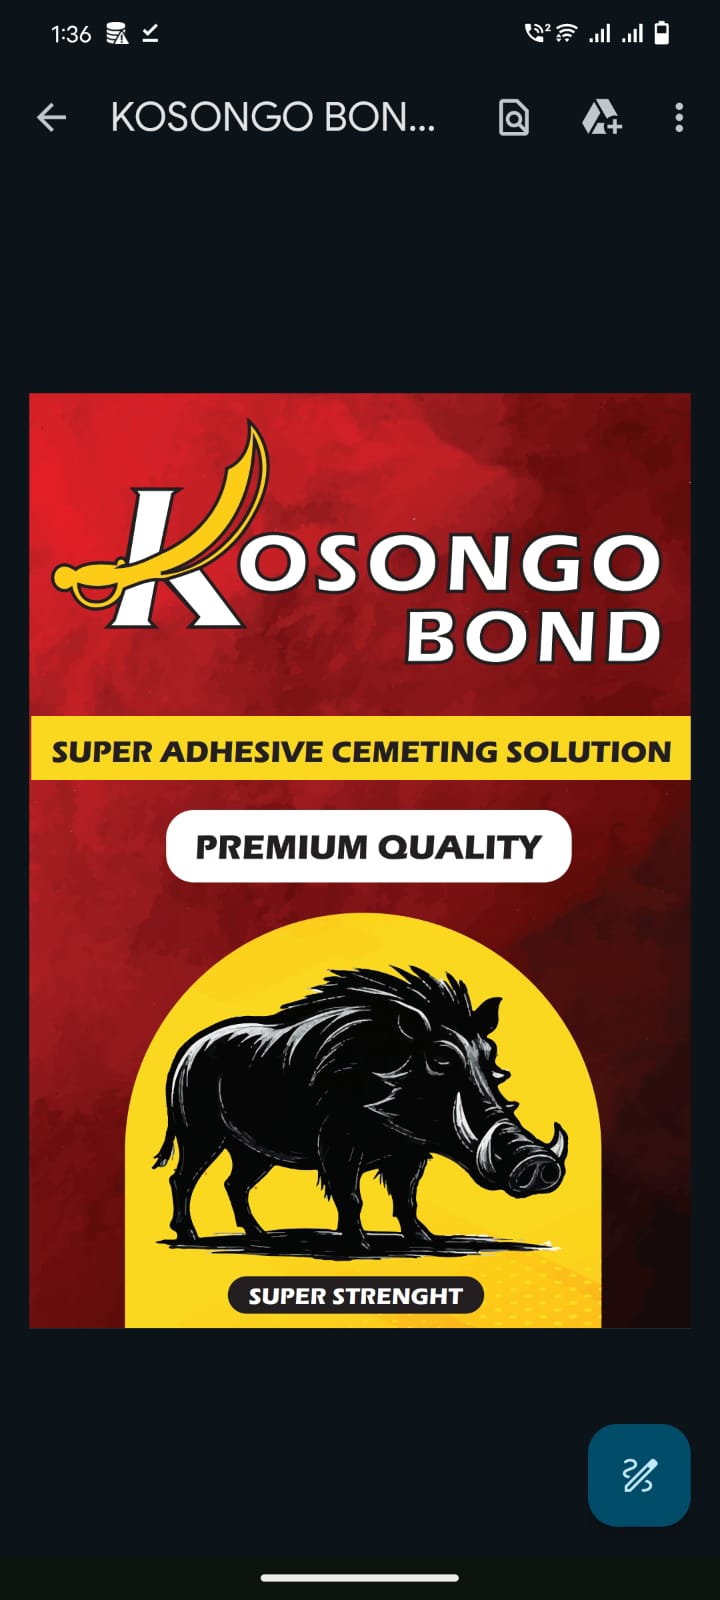 1:36
KOSONGO BON...
KOSONGO
BOND
SUPER ADHESIVE CEMETING SOLUTION
PREMIUM QUALITY
SUPER STRENGHT